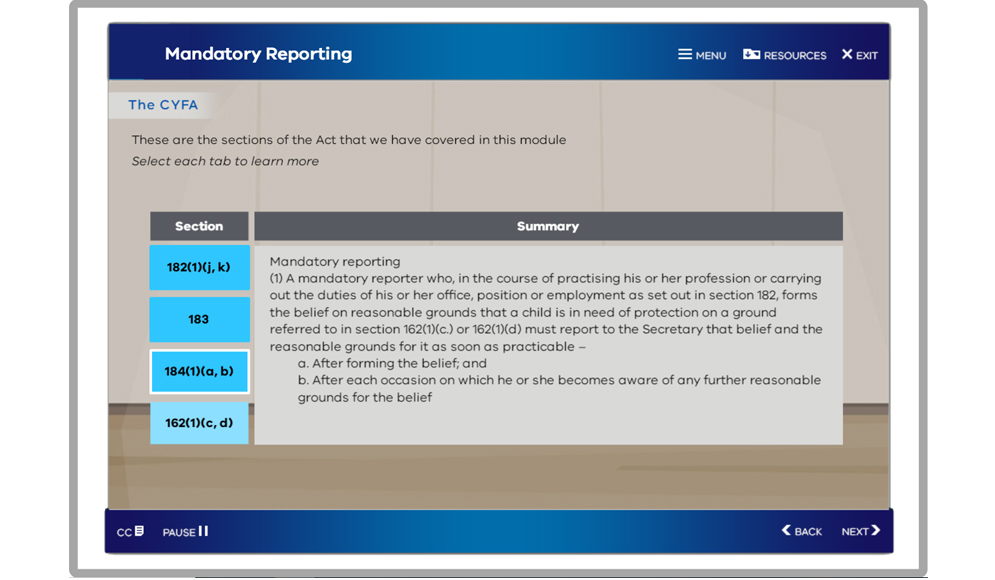 Mandatory Reporting
MENU
RESOURCES
EXIT
The CYFA
These are the sections of the Act that we have covered in this module
Select each tab to learn more
Section
Summary
182(1)(j, k)
183
184(1)(a, b)
162(1)(c, d)
Mandatory reporting
(1) A mandatory reporter who, in the course of practising his or her profession or carrying
out the duties of his or her office, position or employment as set out in section 182, forms
the belief on reasonable grounds that a child is in need of protection on a ground
referred to in section 162(1)(c.) or 162(1)(d) must report to the Secretary that belief and the
reasonable grounds for it as soon as practicable –
a. After forming the belief; and
b. After each occasion on which he or she becomes aware of any further reasonable
grounds for the belief
CC
PAUSE
BACK
NEXT